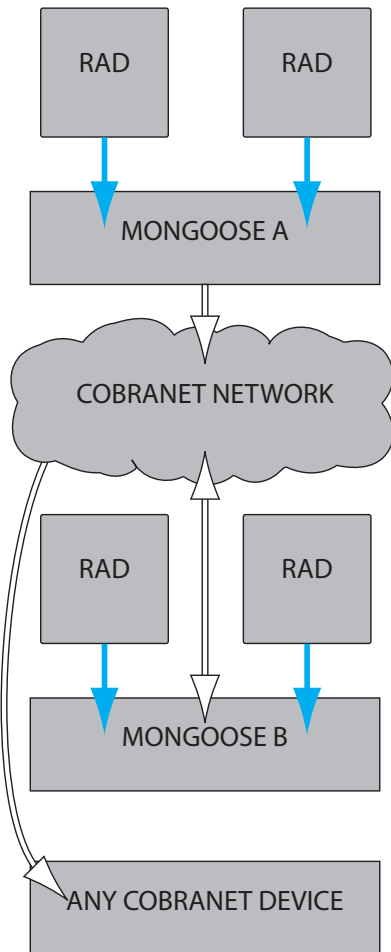 RAD
RAD
MONGOOSE A
COBRANET NETWORK
RAD
RAD
MONGOOSE B
ANY COBRANET DEVICE